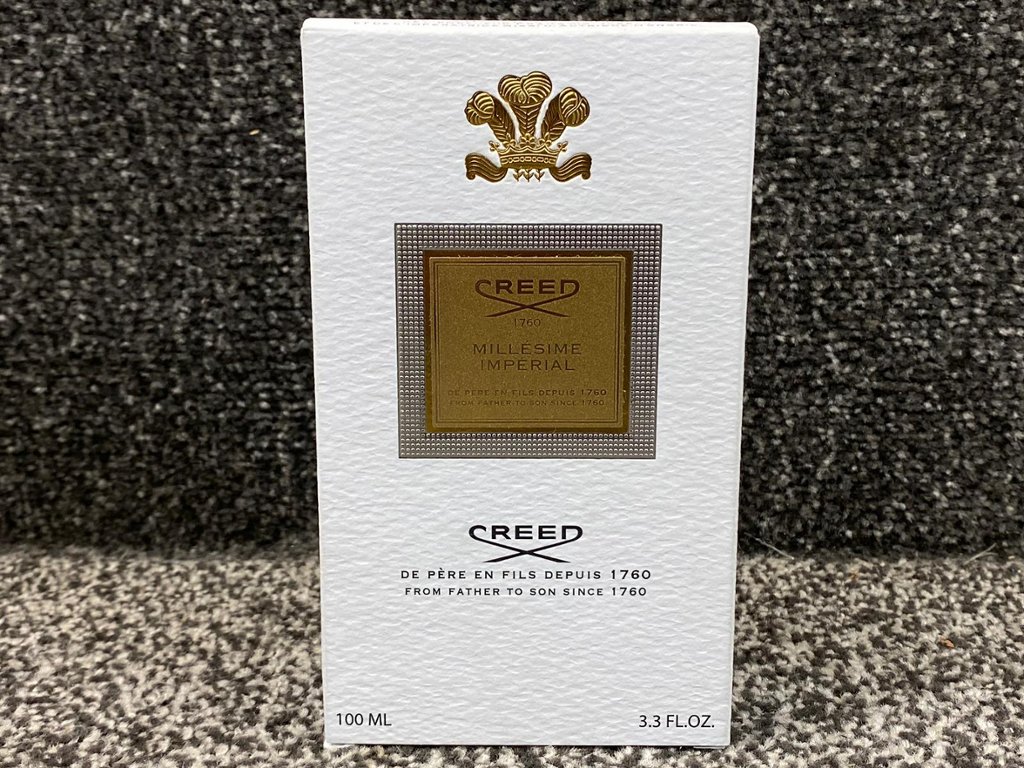 CREED
1760
MILLÉSIME
IMPÉRIAL
DE PÈRE EN FILS DEPUIS 1760
FROM FATHER TO SON SINCE 1760
CREED
DE PÈRE EN FILS DEPUIS 1760
FROM FATHER TO SON SINCE 1760
100 ML
3.3 FL.OZ.